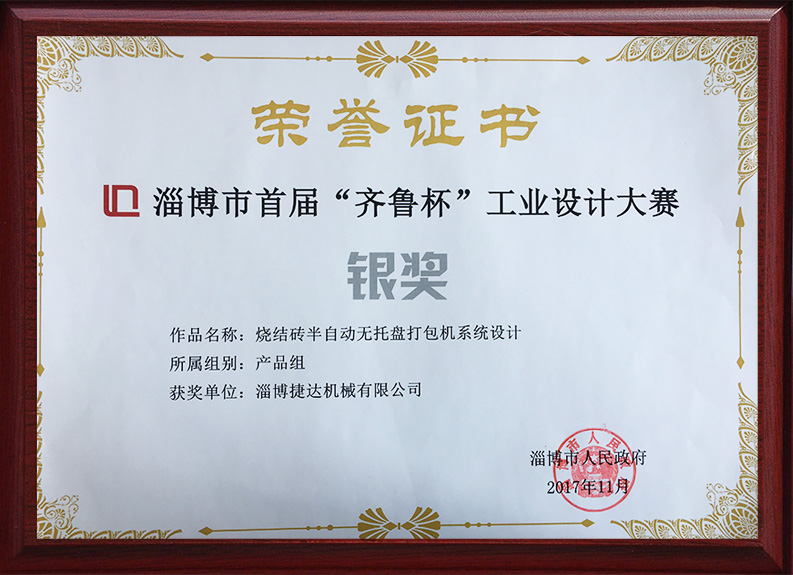 荣誉证书
淄博市首届“齐鲁杯”工业设计大赛
银奖
作品名称：烧结砖半自动无托盘打包机系统设计
所属组别：产品组
获奖单位：淄博捷达机械有限公司
淄博市人民政府
2017年11月